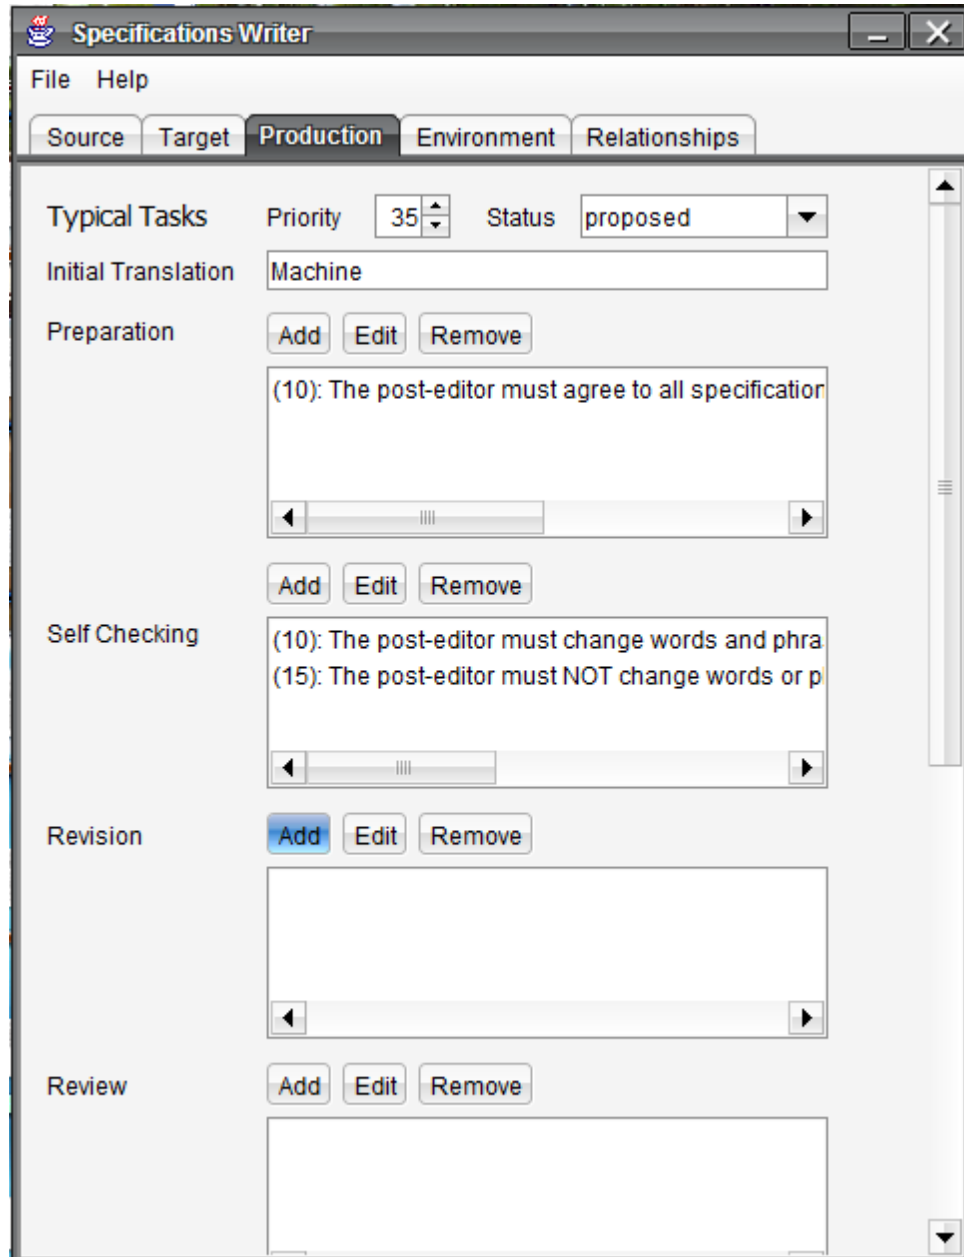 Specifications Writer
File Help
Source Target Production Environment Relationships
Typical Tasks Priority 35 Status proposed
Initial Translation Machine
Preparation Add Edit Remove
(10): The post-editor must agree to all specification
Add Edit Remove
Self Checking
(10): The post-editor must change words and phra
(15): The post-editor must NOT change words or p
Revision Add Edit Remove
Review Add Edit Remove